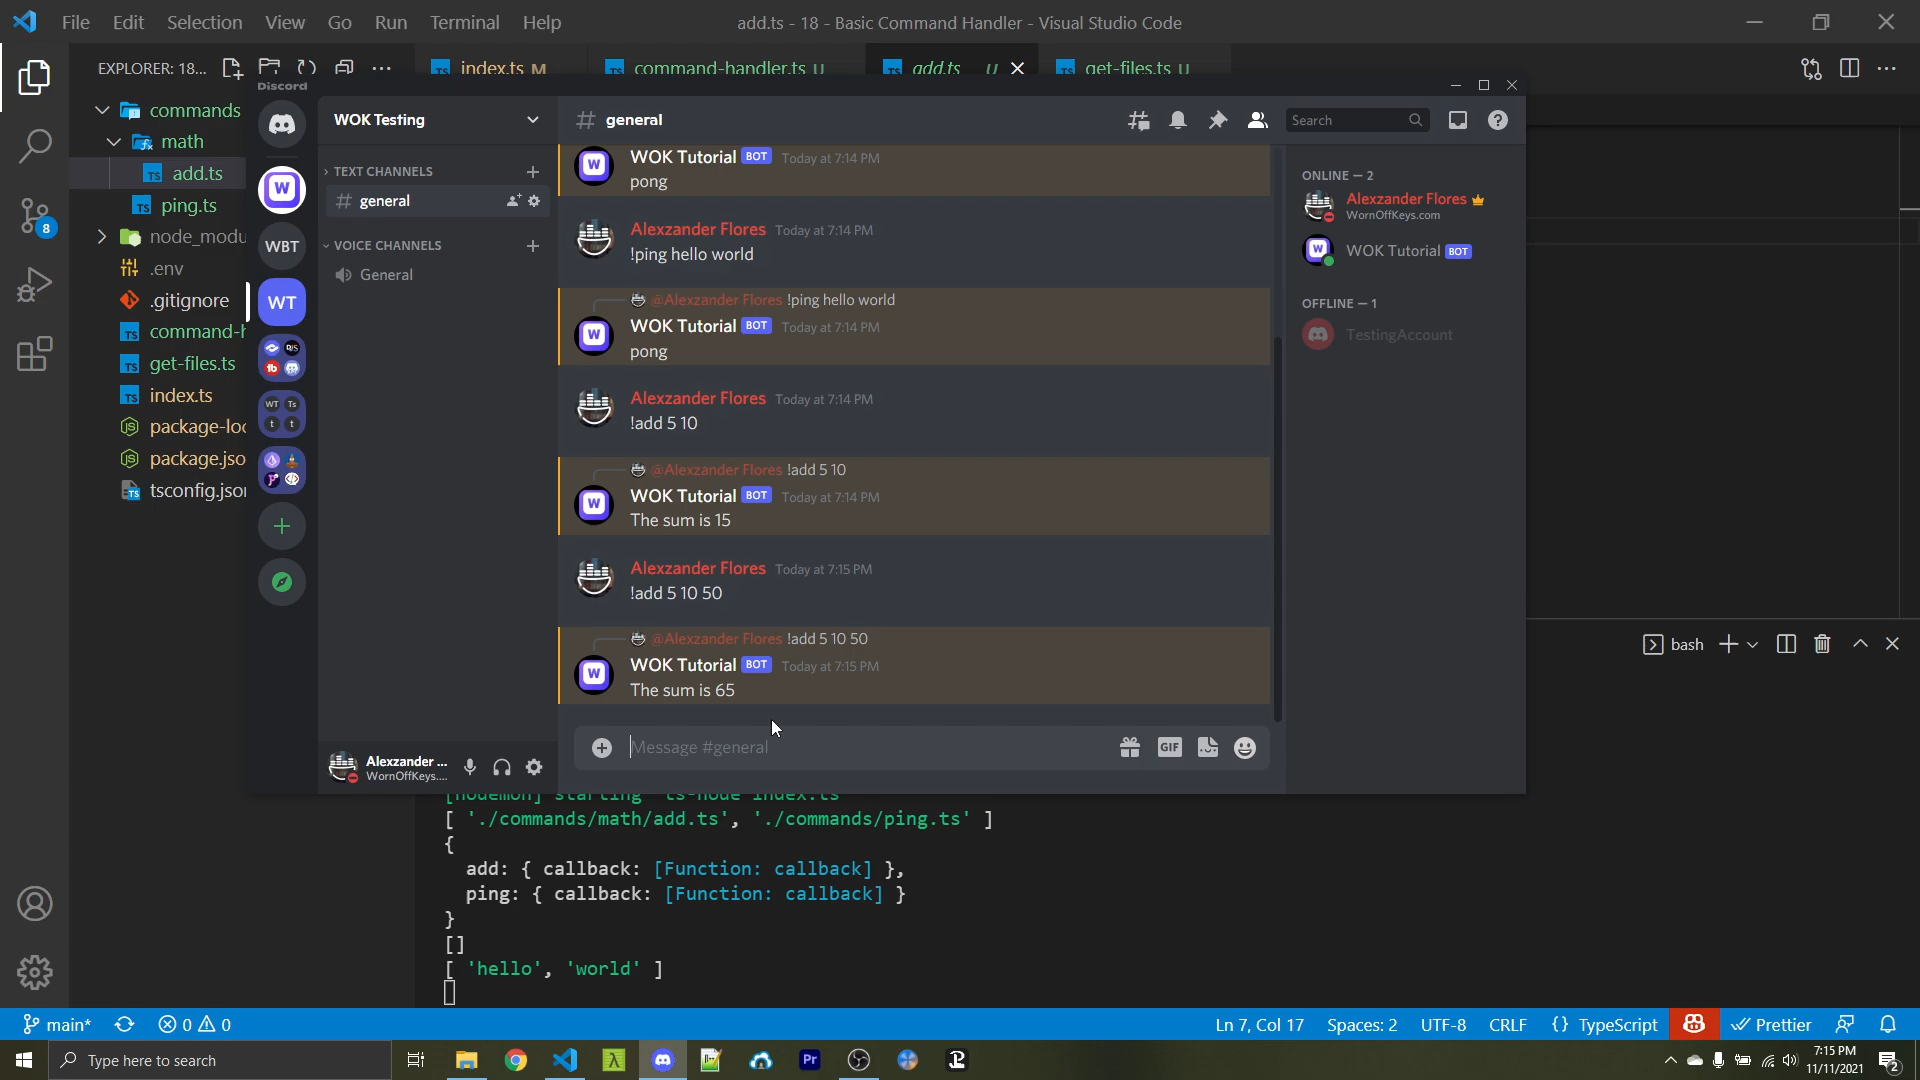 File Edit Selection View Go Run Terminal Help
add.ts - 18 - Basic Command Handler - Visual Studio Code
EXPLORER: 18...
index.ts M
command-handler.ts U
add.ts U
get-files.ts U
commands
math
add.ts
ping.ts
node_modu
.env
.gitignore
command-h
get-files.ts
index.ts
package-loc
package.jso
tsconfig.jsor
8
Discord
WBT
WT
WOK Testing
TEXT CHANNELS
general
VOICE CHANNELS
General
Alexzander ...
WornOffKeys....
general
Search
WOK Tutorial BOT Today at 7:14 PM
pong
Alexzander Flores Today at 7:14 PM
!ping hello world
@Alexzander Flores !ping hello world
WOK Tutorial BOT Today at 7:14 PM
pong
Alexzander Flores Today at 7:14 PM
!add 5 10
@Alexzander Flores !add 5 10
WOK Tutorial BOT Today at 7:14 PM
The sum is 15
Alexzander Flores Today at 7:15 PM
!add 5 10 50
@Alexzander Flores !add 5 10 50
WOK Tutorial BOT Today at 7:15 PM
The sum is 65
Message #general
GIF
ONLINE — 2
Alexzander Flores
WornOffKeys.com
WOK Tutorial BOT
OFFLINE — 1
TestingAccount
bash
[nodemon] starting `ts-node index.ts`
[ './commands/math/add.ts', './commands/ping.ts' ]
{
add: { callback: [Function: callback] },
ping: { callback: [Function: callback] }
}
[]
[ 'hello', 'world' ]
main* 0 0
Ln 7, Col 17 Spaces: 2 UTF-8 CRLF {} TypeScript Prettier
Type here to search
7:15 PM
11/11/2021
2